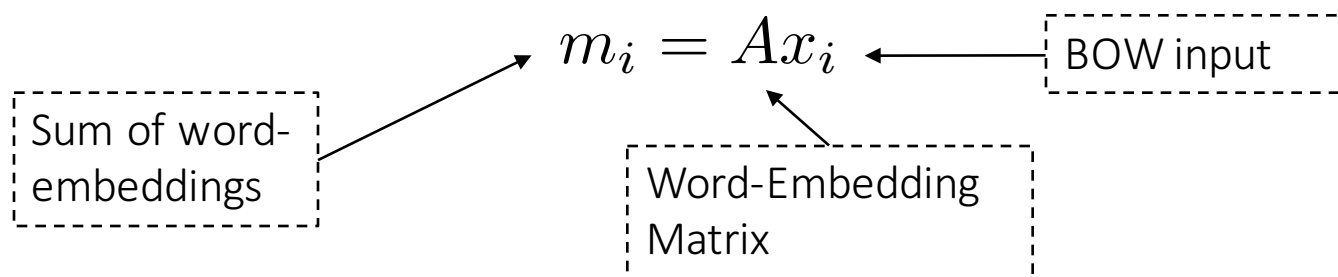 m_i = Ax_i
BOW input
Sum of word-
embeddings
Word-Embedding
Matrix